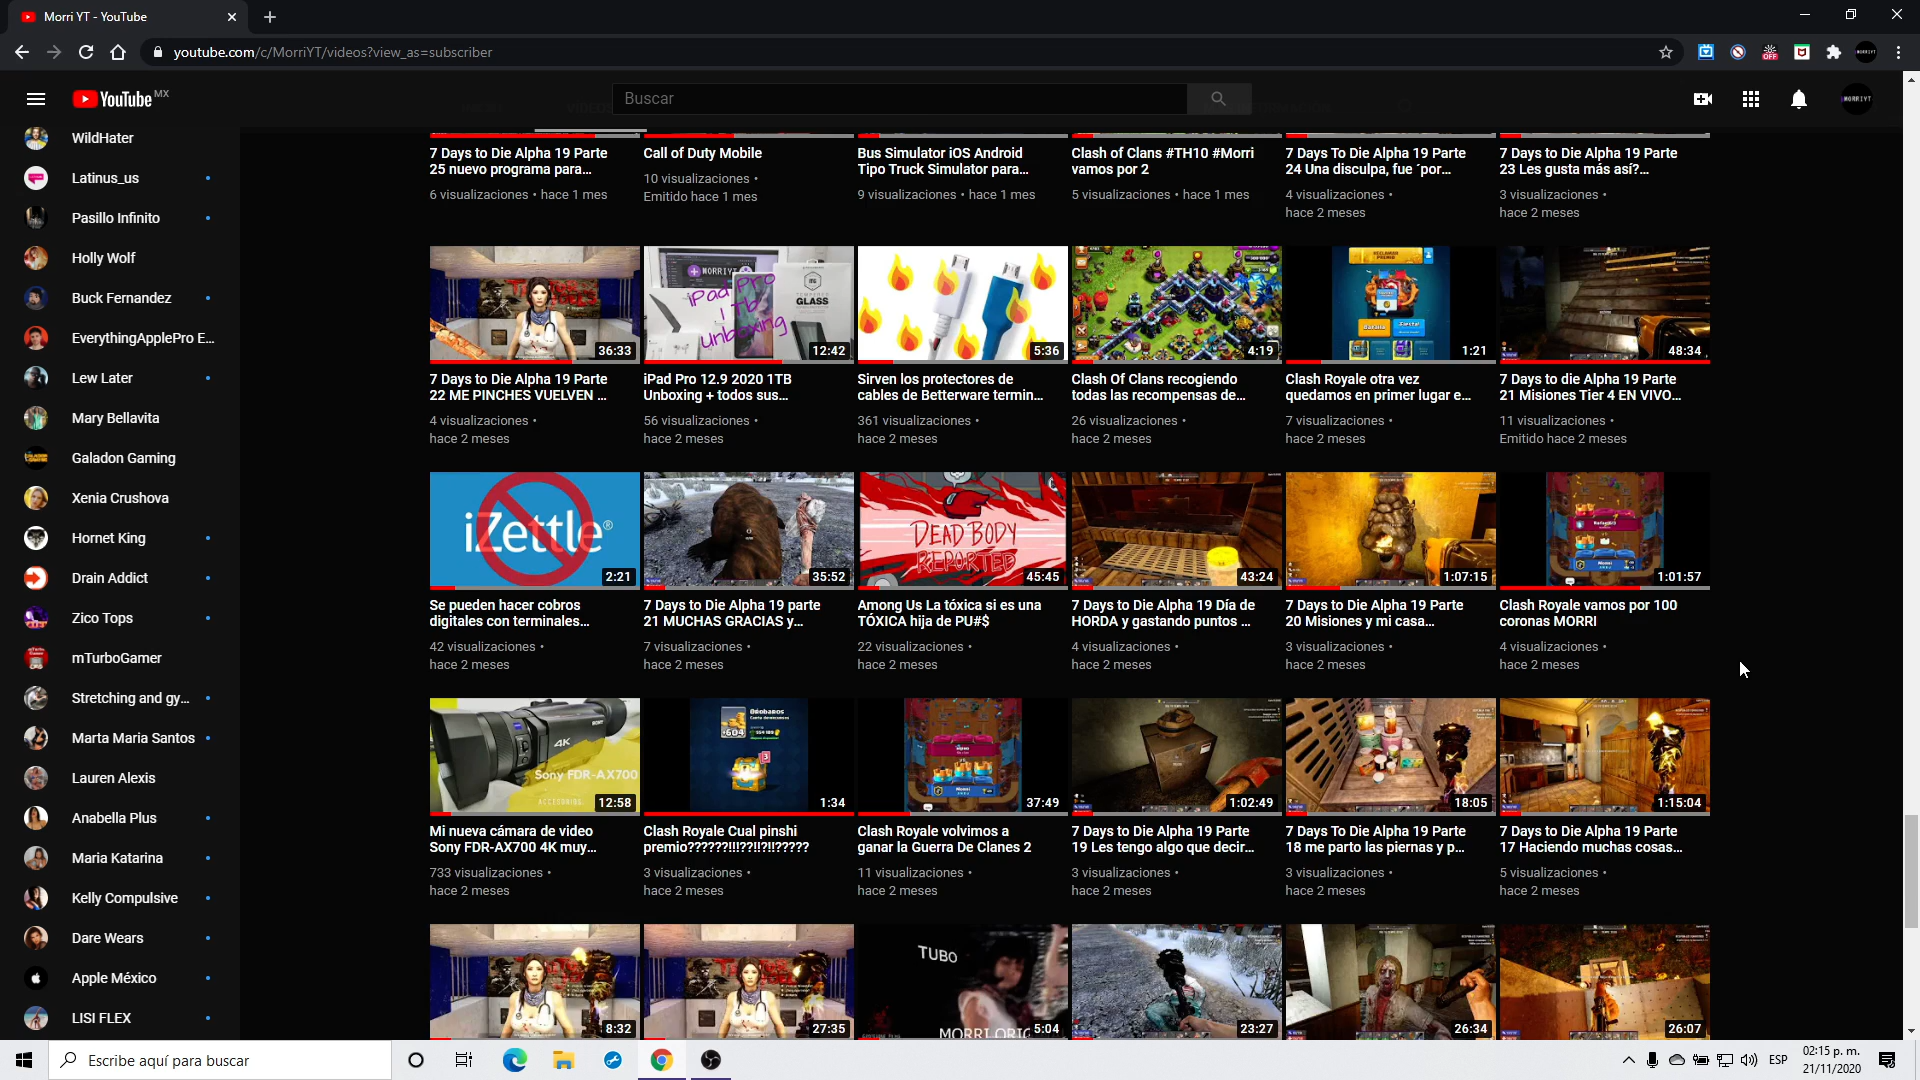 Morri YT - YouTube
youtube.com/c/MorriYT/videos?view_as=subscriber
YouTube MX
Buscar
WildHater
Latinus_us
Pasillo Infinito
Holly Wolf
Buck Fernandez
EverythingApplePro E...
Lew Later
Mary Bellavita
Galadon Gaming
Xenia Crushova
Hornet King
Drain Addict
Zico Tops
mTurboGamer
Stretching and gy...
Marta Maria Santos
Lauren Alexis
Anabella Plus
Maria Katarina
Kelly Compulsive
Dare Wears
Apple México
LISI FLEX
7 Days to Die Alpha 19 Parte
25 nuevo programa para...
6 visualizaciones • hace 1 mes
Call of Duty Mobile
10 visualizaciones •
Emitido hace 1 mes
Bus Simulator iOS Android
Tipo Truck Simulator para...
9 visualizaciones • hace 1 mes
Clash of Clans #TH10 #Morri
vamos por 2
5 visualizaciones • hace 1 mes
7 Days To Die Alpha 19 Parte
24 Una disculpa, fue ´por...
4 visualizaciones •
hace 2 meses
7 Days to Die Alpha 19 Parte
23 Les gusta más así?...
3 visualizaciones •
hace 2 meses
36:33
7 Days to Die Alpha 19 Parte
22 ME PINCHES VUELVEN ...
4 visualizaciones •
hace 2 meses
MORRIYT
iPad Pro
1 Tb
Unboxing
GLASS
12:42
iPad Pro 12.9 2020 1TB
Unboxing + todos sus...
56 visualizaciones •
hace 2 meses
5:36
Sirven los protectores de
cables de Betterware termin...
361 visualizaciones •
hace 2 meses
4:19
Clash Of Clans recogiendo
todas las recompensas de...
26 visualizaciones •
hace 2 meses
1:21
Clash Royale otra vez
quedamos en primer lugar e...
7 visualizaciones •
hace 2 meses
48:34
7 Days to die Alpha 19 Parte
21 Misiones Tier 4 EN VIVO...
11 visualizaciones •
Emitido hace 2 meses
iZettle®
2:21
Se pueden hacer cobros
digitales con terminales...
42 visualizaciones •
hace 2 meses
35:52
7 Days to Die Alpha 19 parte
21 MUCHAS GRACIAS y...
7 visualizaciones •
hace 2 meses
DEAD BODY
REPORTED
45:45
Among Us La tóxica si es una
TÓXICA hija de PU#$
22 visualizaciones •
hace 2 meses
43:24
7 Days to Die Alpha 19 Día de
HORDA y gastando puntos ...
4 visualizaciones •
hace 2 meses
1:07:15
7 Days to Die Alpha 19 Parte
20 Misiones y mi casa...
3 visualizaciones •
hace 2 meses
1:01:57
Clash Royale vamos por 100
coronas MORRI
4 visualizaciones •
hace 2 meses
SONY
4K
Sony FDR-AX700
ACCESORIOS
12:58
Mi nueva cámara de video
Sony FDR-AX700 4K muy...
733 visualizaciones •
hace 2 meses
+604
1:34
Clash Royale Cual pinshi
premio??????!!!??!!?!!?????
3 visualizaciones •
hace 2 meses
37:49
Clash Royale volvimos a
ganar la Guerra De Clanes 2
11 visualizaciones •
hace 2 meses
1:02:49
7 Days to Die Alpha 19 Parte
19 Les tengo algo que decir...
3 visualizaciones •
hace 2 meses
18:05
7 Days To Die Alpha 19 Parte
18 me parto las piernas y p...
3 visualizaciones •
hace 2 meses
1:15:04
7 Days to Die Alpha 19 Parte
17 Haciendo muchas cosas...
5 visualizaciones •
hace 2 meses
8:32
27:35
TUBO
MORRI ORIG
5:04
23:27
26:34
26:07
Escribe aquí para buscar
ESP
02:15 p. m.
21/11/2020